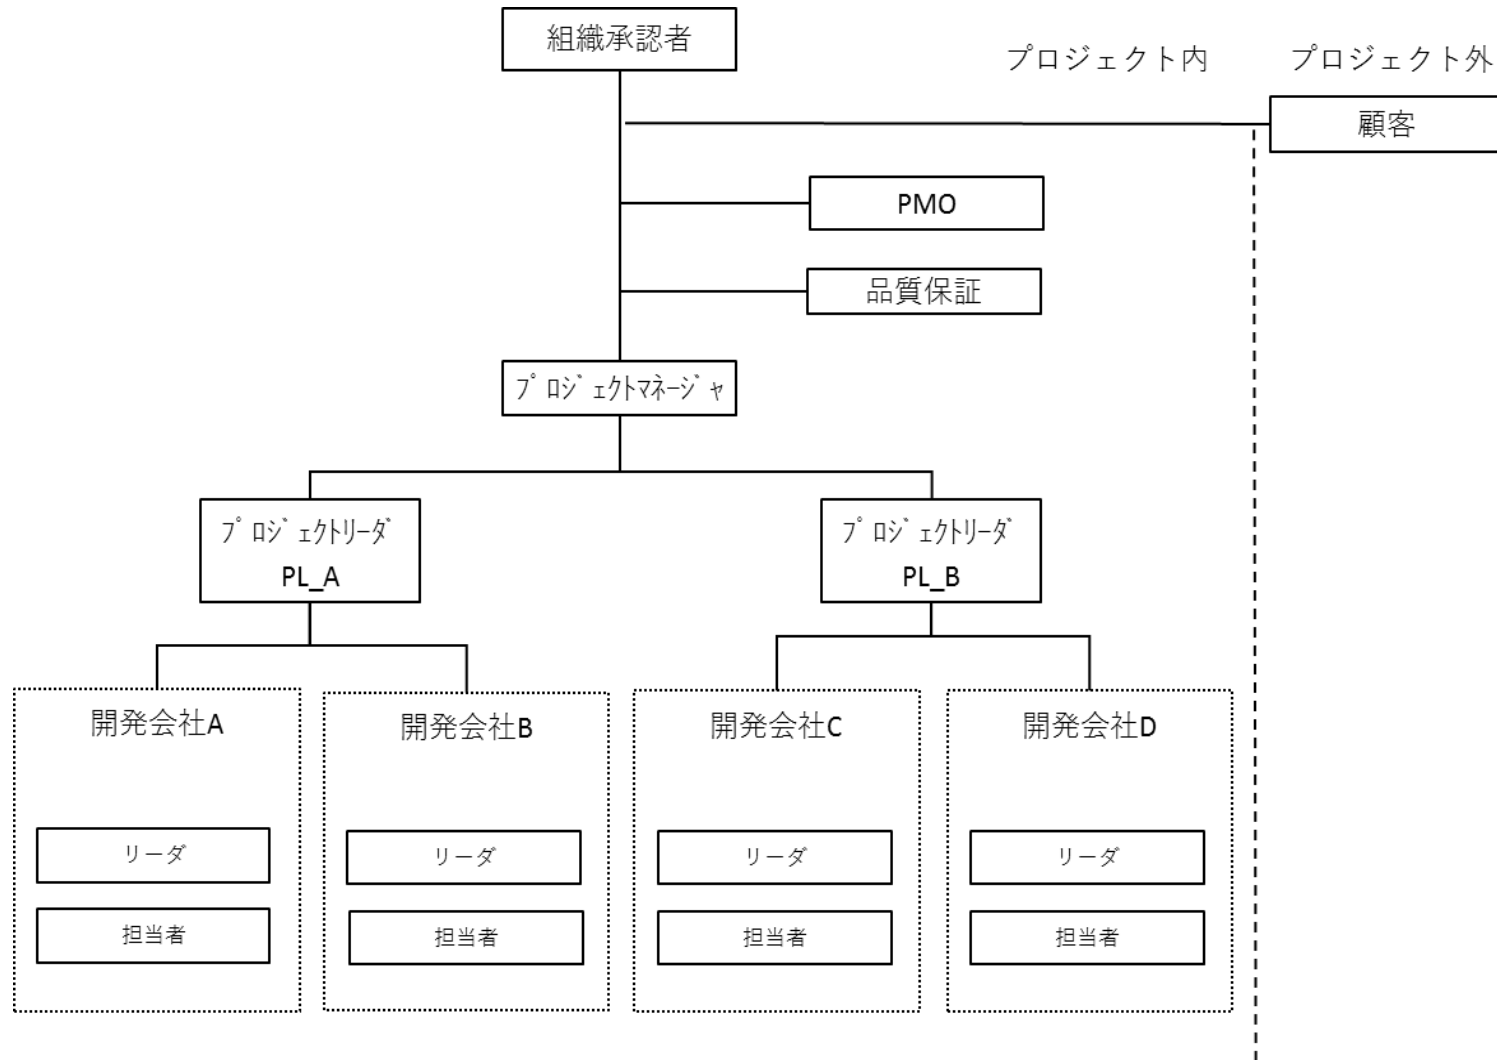 組織承認者
プロジェクト内
プロジェクト外
顧客
PMO
品質保証
プロジェクトマネージャ
プロジェクトリーダ
PL_A
プロジェクトリーダ
PL_B
開発会社A
開発会社B
開発会社C
開発会社D
リーダ
リーダ
リーダ
リーダ
担当者
担当者
担当者
担当者